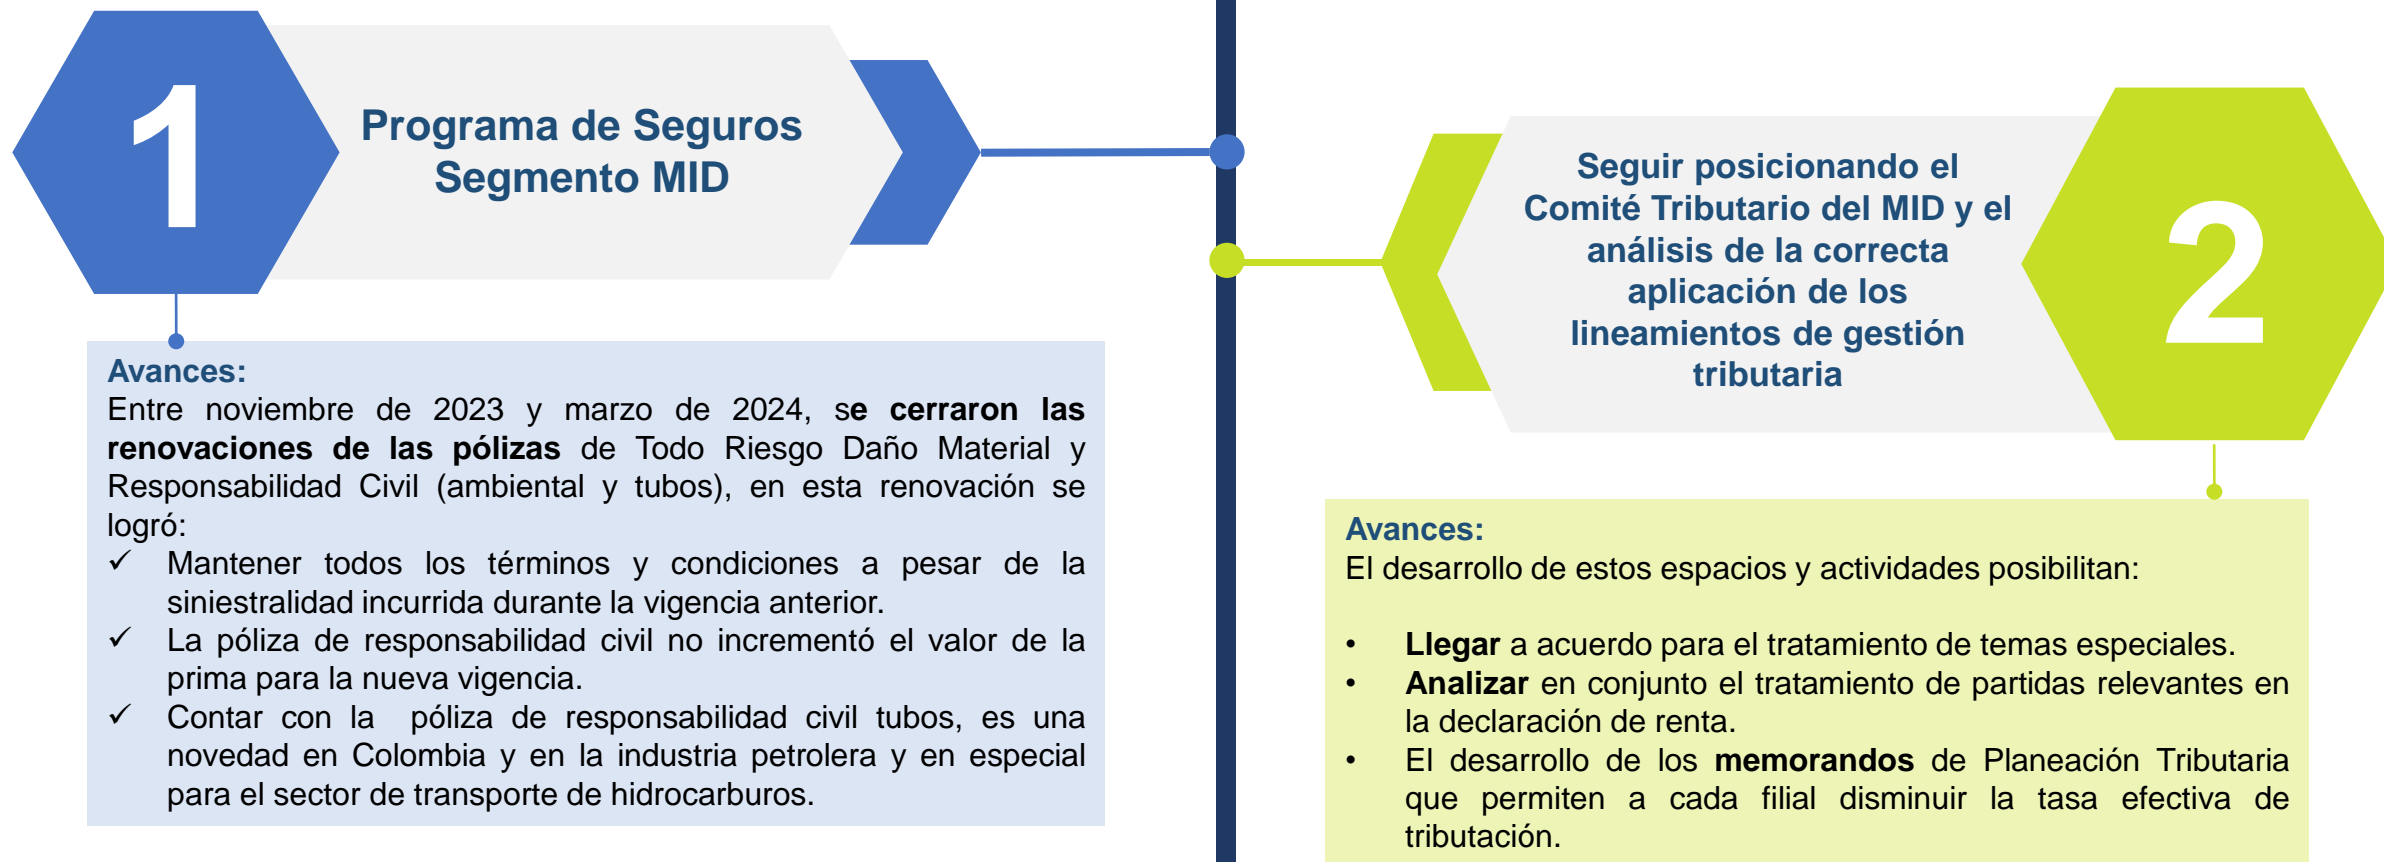 1
Programa de Seguros
Segmento MID
Avances:
Entre noviembre de 2023 y marzo de 2024, se cerraron las
renovaciones de las pólizas de Todo Riesgo Daño Material y
Responsabilidad Civil (ambiental y tubos), en esta renovación se
logró:
✓ Mantener todos los términos y condiciones a pesar de la
siniestralidad incurrida durante la vigencia anterior.
✓ La póliza de responsabilidad civil no incrementó el valor de la
prima para la nueva vigencia.
✓ Contar con la póliza de responsabilidad civil tubos, es una
novedad en Colombia y en la industria petrolera y en especial
para el sector de transporte de hidrocarburos.
Seguir posicionando el
Comité Tributario del MID y el
análisis de la correcta
aplicación de los
lineamientos de gestión
tributaria
2
Avances:
El desarrollo de estos espacios y actividades posibilitan:
• Llegar a acuerdo para el tratamiento de temas especiales.
• Analizar en conjunto el tratamiento de partidas relevantes en
la declaración de renta.
• El desarrollo de los memorandos de Planeación Tributaria
que permiten a cada filial disminuir la tasa efectiva de
tributación.